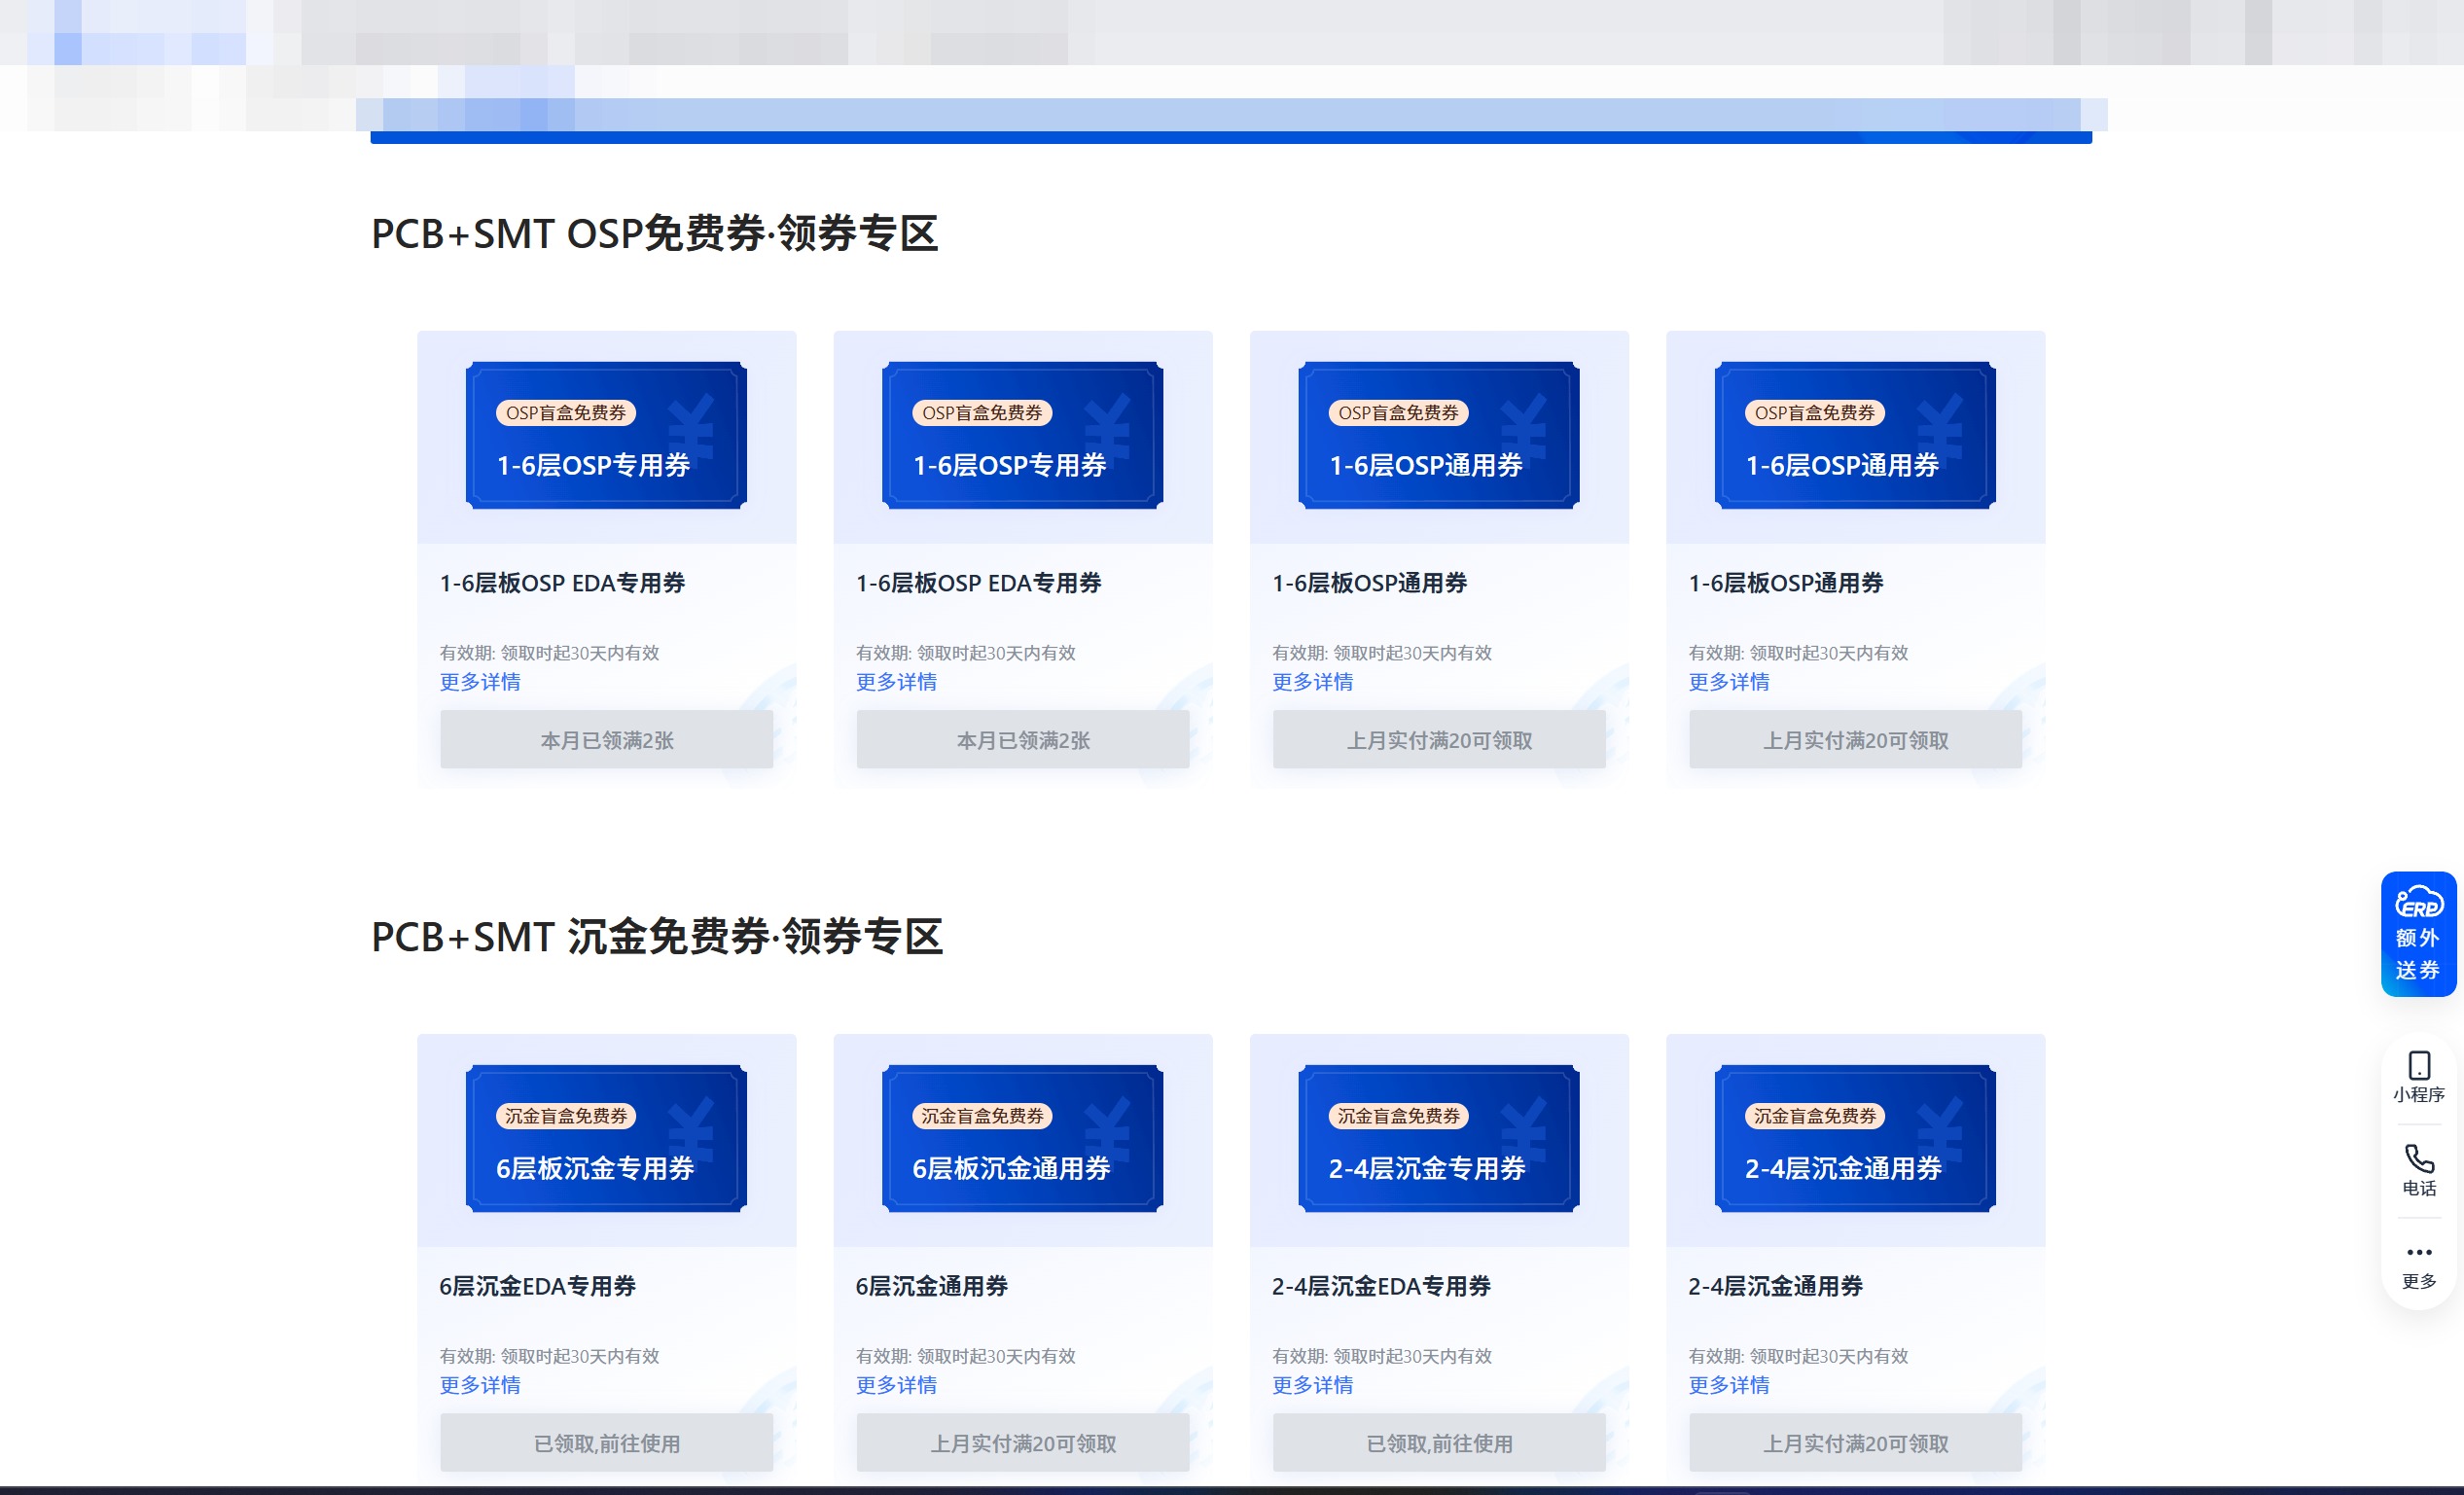 PCB+SMT OSP免费券·领券专区
OSP盲盒免费券
1-6层OSP专用券
1-6层板OSP EDA专用券
有效期: 领取时起30天内有效
更多详情
本月已领满2张
OSP盲盒免费券
1-6层OSP专用券
1-6层板OSP EDA专用券
有效期: 领取时起30天内有效
更多详情
本月已领满2张
OSP盲盒免费券
1-6层OSP通用券
1-6层板OSP通用券
有效期: 领取时起30天内有效
更多详情
上月实付满20可领取
OSP盲盒免费券
1-6层OSP通用券
1-6层板OSP通用券
有效期: 领取时起30天内有效
更多详情
上月实付满20可领取
PCB+SMT 沉金免费券·领券专区
沉金盲盒免费券
6层板沉金专用券
6层沉金EDA专用券
有效期: 领取时起30天内有效
更多详情
已领取,前往使用
沉金盲盒免费券
6层板沉金通用券
6层沉金通用券
有效期: 领取时起30天内有效
更多详情
上月实付满20可领取
沉金盲盒免费券
2-4层沉金专用券
2-4层沉金EDA专用券
有效期: 领取时起30天内有效
更多详情
已领取,前往使用
沉金盲盒免费券
2-4层沉金通用券
2-4层沉金通用券
有效期: 领取时起30天内有效
更多详情
上月实付满20可领取
ERP
额外
送券
小程序
电话
更多